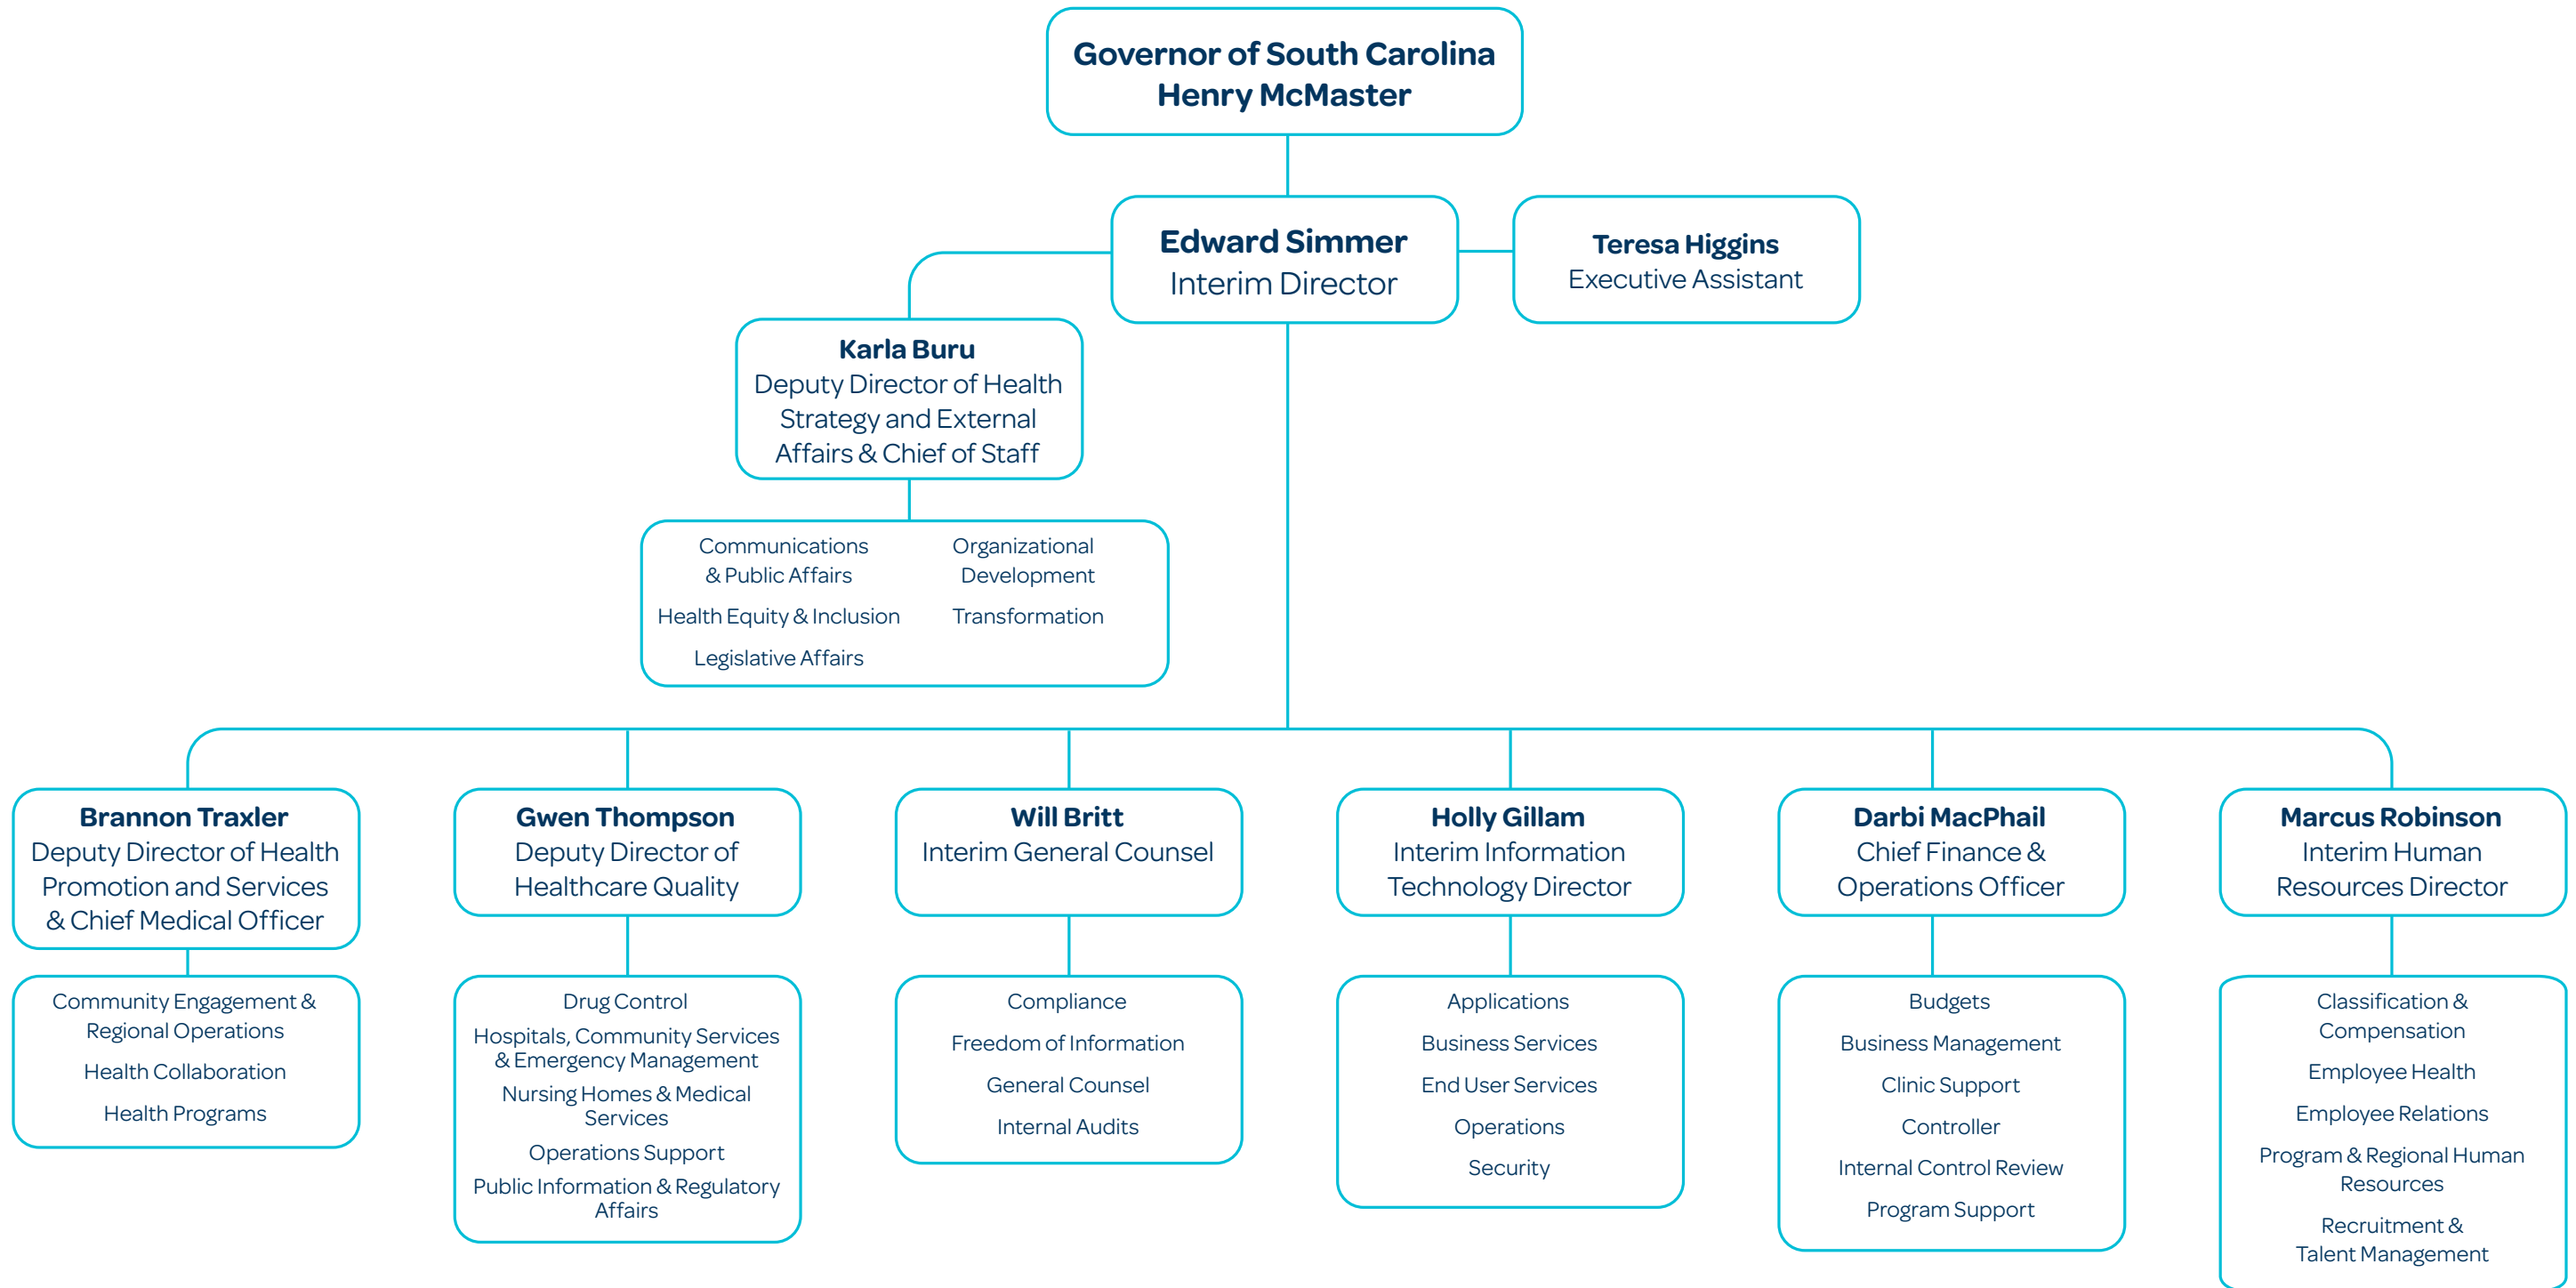 Governor of South Carolina
Henry McMaster
Edward Simmer
Interim Director
Teresa Higgins
Executive Assistant
Karla Buru
Deputy Director of Health
Strategy and External
Affairs & Chief of Staff
Communications
& Public Affairs
Health Equity & Inclusion
Legislative Affairs
Organizational
Development
Transformation
Brannon Traxler
Deputy Director of Health
Promotion and Services
& Chief Medical Officer
Community Engagement &
Regional Operations
Health Collaboration
Health Programs
Gwen Thompson
Deputy Director of
Healthcare Quality
Drug Control
Hospitals, Community Services
& Emergency Management
Nursing Homes & Medical
Services
Operations Support
Public Information & Regulatory
Affairs
Will Britt
Interim General Counsel
Compliance
Freedom of Information
General Counsel
Internal Audits
Holly Gillam
Interim Information
Technology Director
Applications
Business Services
End User Services
Operations
Security
Darbi MacPhail
Chief Finance &
Operations Officer
Budgets
Business Management
Clinic Support
Controller
Internal Control Review
Program Support
Marcus Robinson
Interim Human
Resources Director
Classification &
Compensation
Employee Health
Employee Relations
Program & Regional Human
Resources
Recruitment &
Talent Management